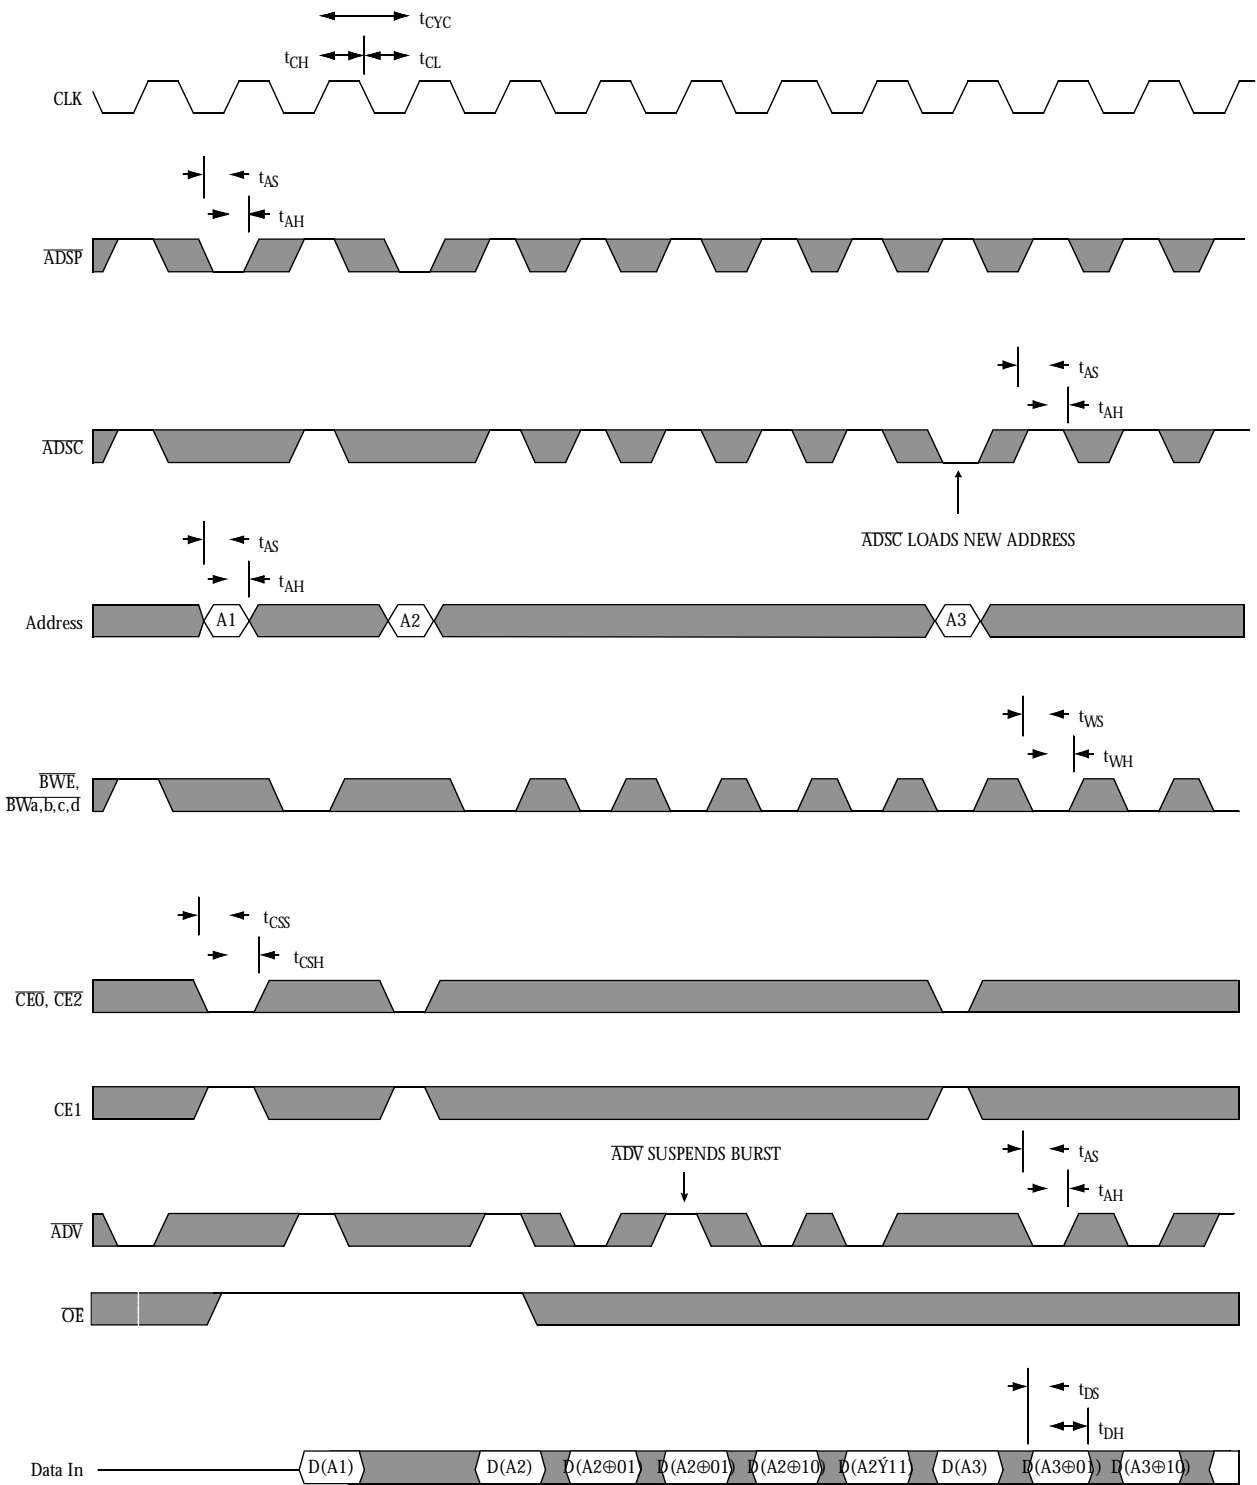 tCYC
tCH
tCL
CLK
tAS
tAH
ADSP
tAS
tAH
ADSC
ADSC LOADS NEW ADDRESS
tAS
tAH
Address
A1
A2
A3
tWS
tWH
BWE,
BWa,b,c,d
tCSS
tCSH
CE0, CE2
CE1
ADV SUSPENDS BURST
tAS
tAH
ADV
OE
tDS
tDH
Data In
D(A1)
D(A2)
D(A2⊕01)
D(A2⊕01)
D(A2⊕10)
D(A2Ý11)
D(A3)
D(A3⊕01)
D(A3⊕10)